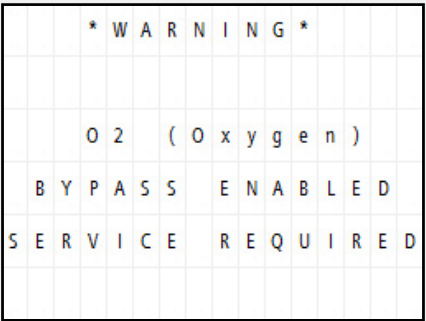 *WARNING*
O2 (Oxygen)
BYPASS ENABLED
SERVICE REQUIRED